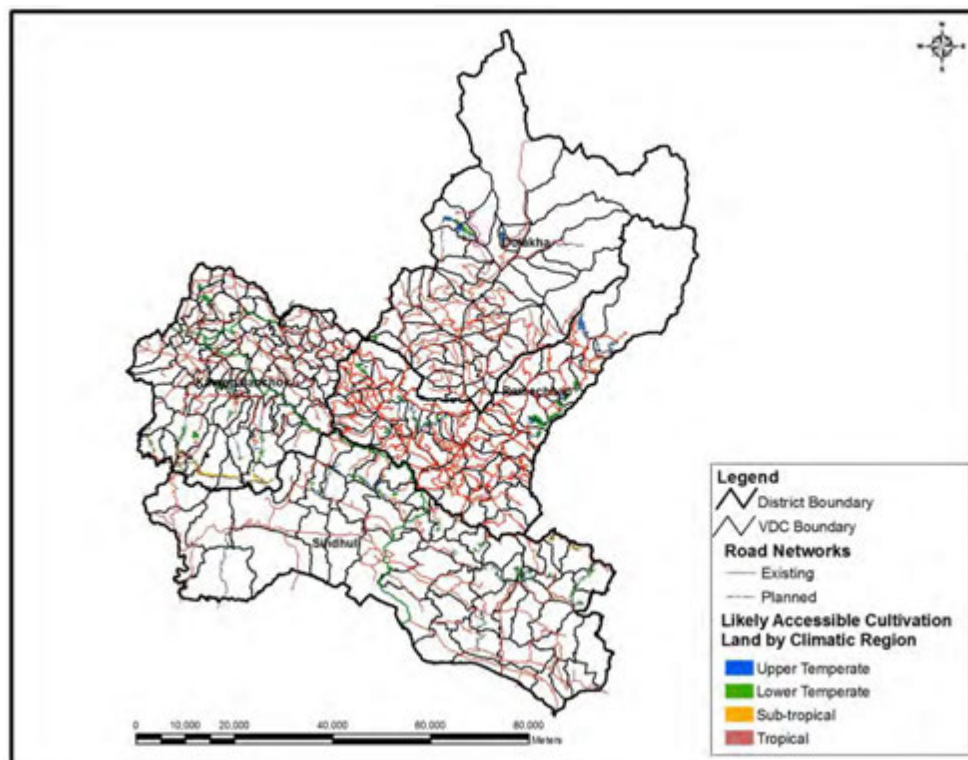 N
W E
S
Dolakha
Ramechhap
Sindhuli
Legend
District Boundary
VDC Boundary
Road Networks
Existing
Planned
Likely Accessible Cultivation
Land by Climatic Region
Upper Temperate
Lower Temperate
Sub-tropical
Tropical
0 10,000 20,000 40,000 60,000 80,000
Meters